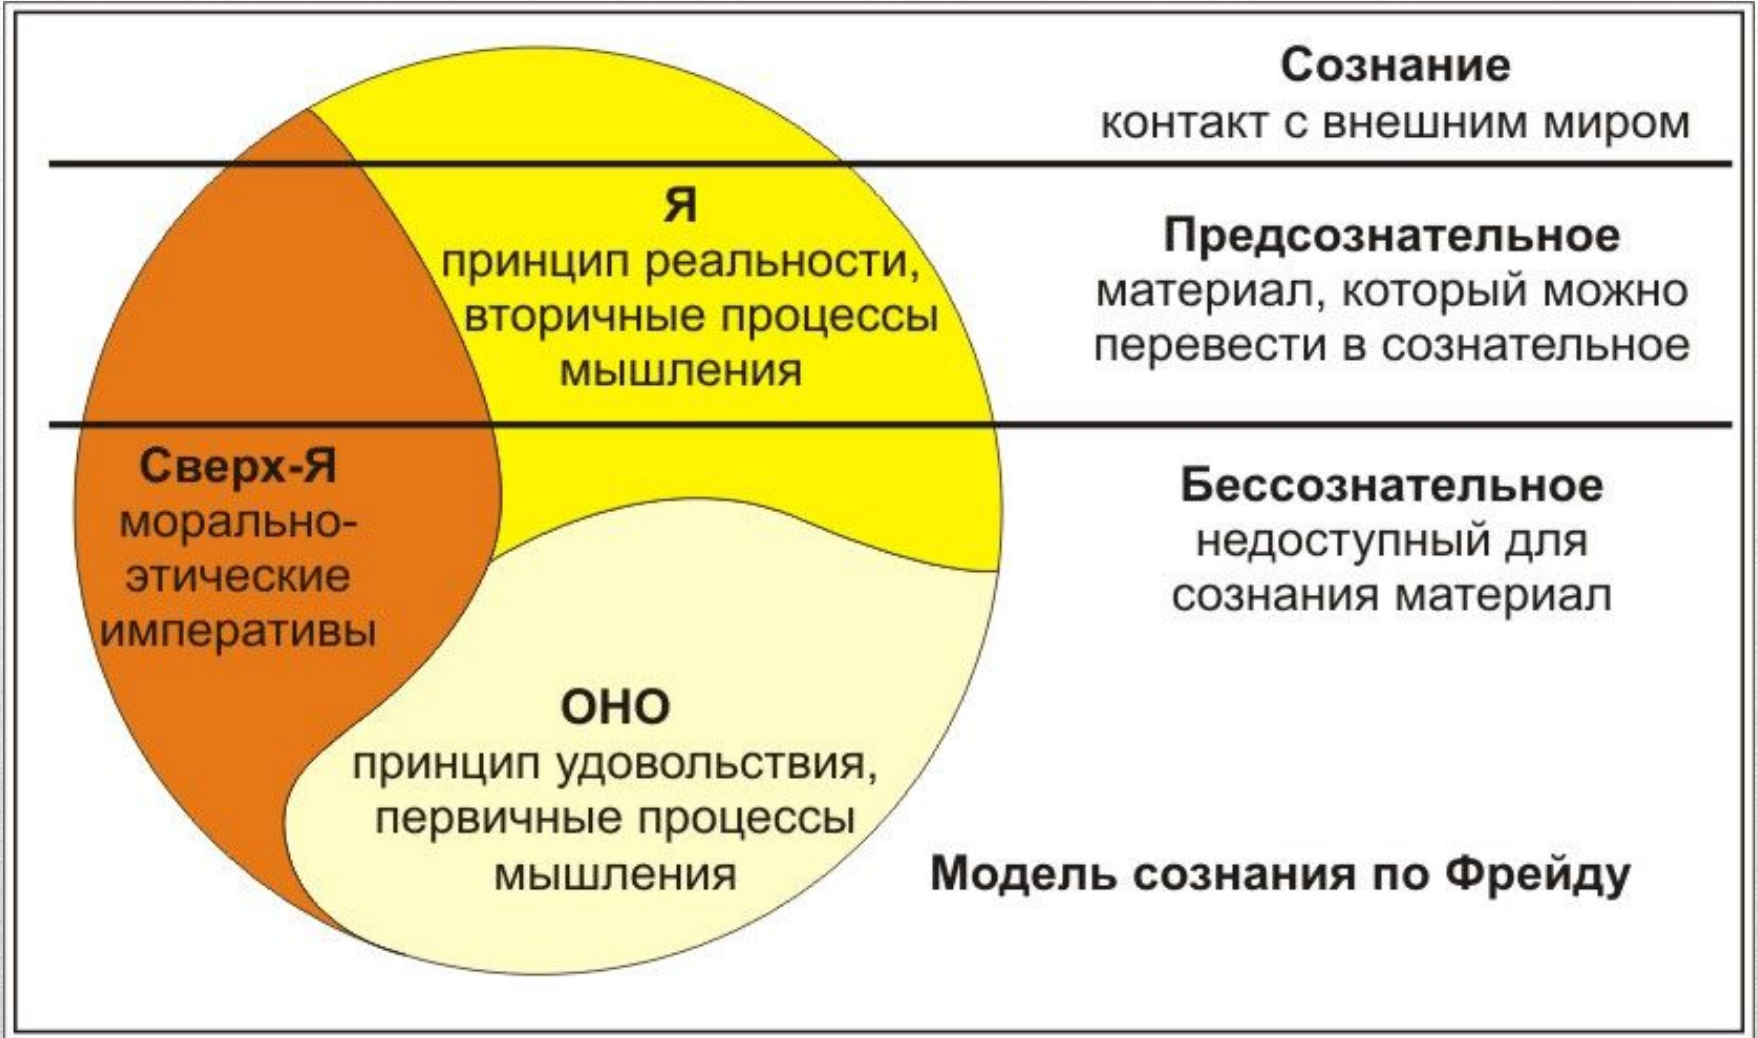 Сознание
контакт с внешним миром
Я
принцип реальности,
вторичные процессы
мышления
Предсознательное
материал, который можно
перевести в сознательное
Сверх-Я
морально-
этические
императивы
Бессознательное
недоступный для
сознания материал
ОНО
принцип удовольствия,
первичные процессы
мышления
Модель сознания по Фрейду